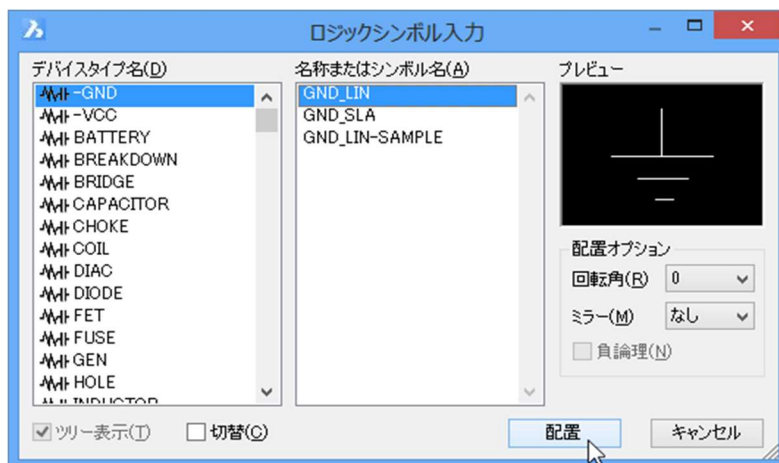 ロジックシンボル入力
デバイスタイプ名(D)
-GND
-VCC
BATTERY
BREAKDOWN
BRIDGE
CAPACITOR
CHOKE
COIL
DIAC
DIODE
FET
FUSE
GEN
HOLE
INDUCTOR
名称またはシンボル名(A)
GND_LIN
GND_SLA
GND_LIN-SAMPLE
プレビュー
配置オプション
回転角(R) 0
ミラー(M) なし
負論理(N)
ツリー表示(T) 切替(C) 配置 キャンセル